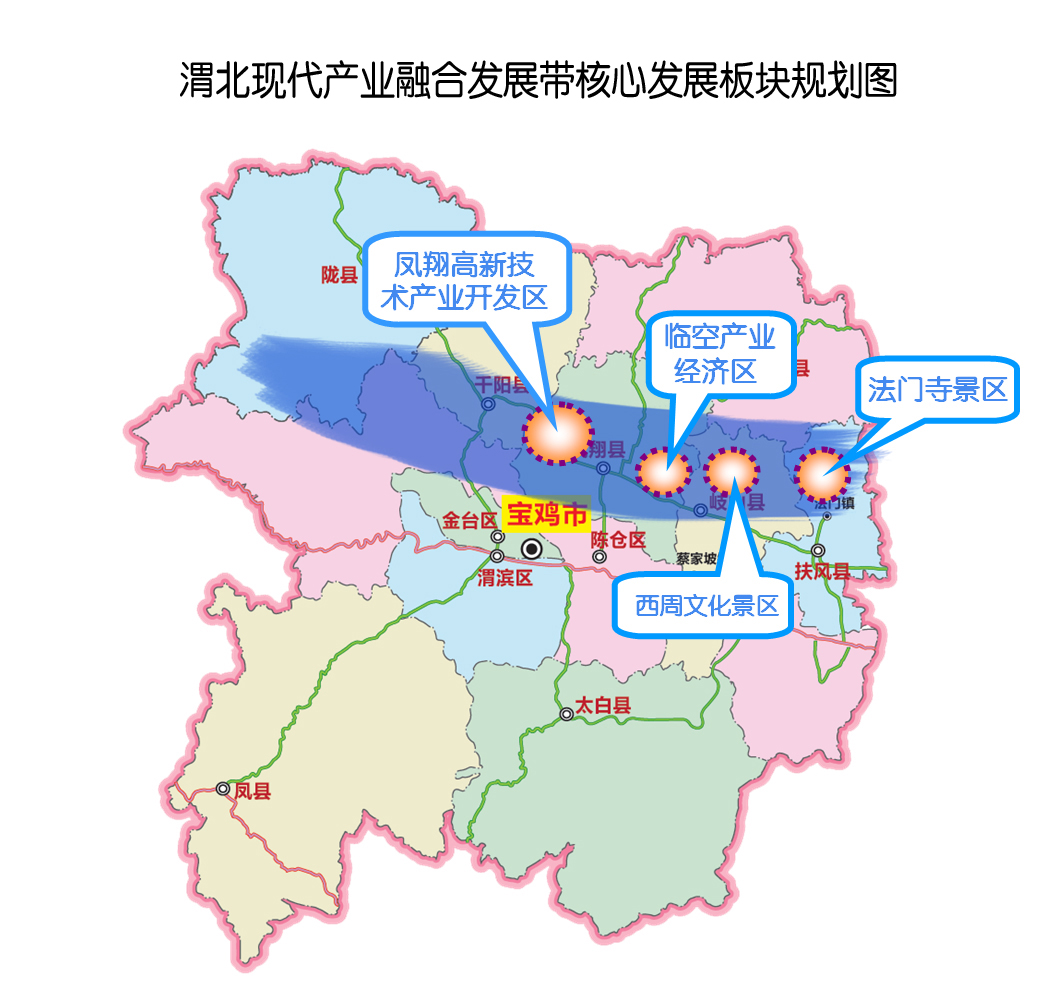 渭北现代产业融合发展带核心发展板块规划图
陇县
凤翔高新技
术产业开发区
临空产业
经济区
县
法门寺景区
千阳县
翔县
岐山县
法门镇
金台区
宝鸡市
陈仓区
蔡家坡
扶风县
渭滨区
西周文化景区
太白县
凤县